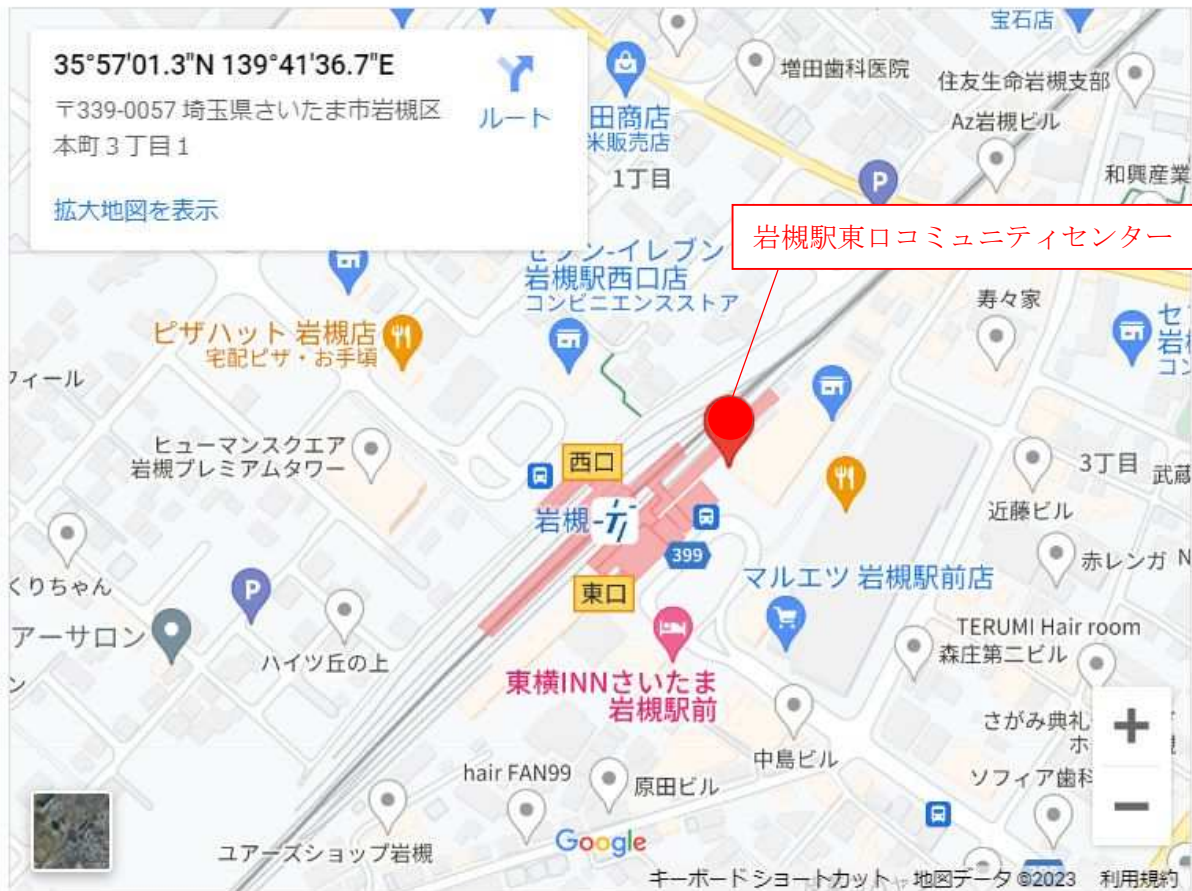 35°57'01.3"N 139°41'36.7"E
〒339-0057 埼玉県さいたま市岩槻区
本町３丁目１
ルート
拡大地図を表示
宝石店
増田歯科医院
住友生命岩槻支部
田商店
米販売店
Az岩槻ビル
1丁目
P
和興産業
岩槻駅東口コミュニティセンター
セブン-イレブン
岩槻駅西口店
コンビニエンスストア
寿々家
ピザハット 岩槻店
宅配ピザ・お手頃
セブ
岩槻
コン
フィール
ヒューマンスクエア
岩槻プレミアムタワー
西口
3丁目
武蔵
岩槻
近藤ビル
399
赤レンガ
N
マルエツ 岩槻駅前店
東口
くりちゃん
P
アーサロン
ハイツ丘の上
TERUMI Hair room
森庄第二ビル
ン
東横INNさいたま
岩槻駅前
さがみ典礼
ホ
中島ビル
hair FAN99
原田ビル
ソフィア歯科
+
−
ユアーズショップ岩槻
Google
キーボード ショートカット
地図データ ©2023
利用規約